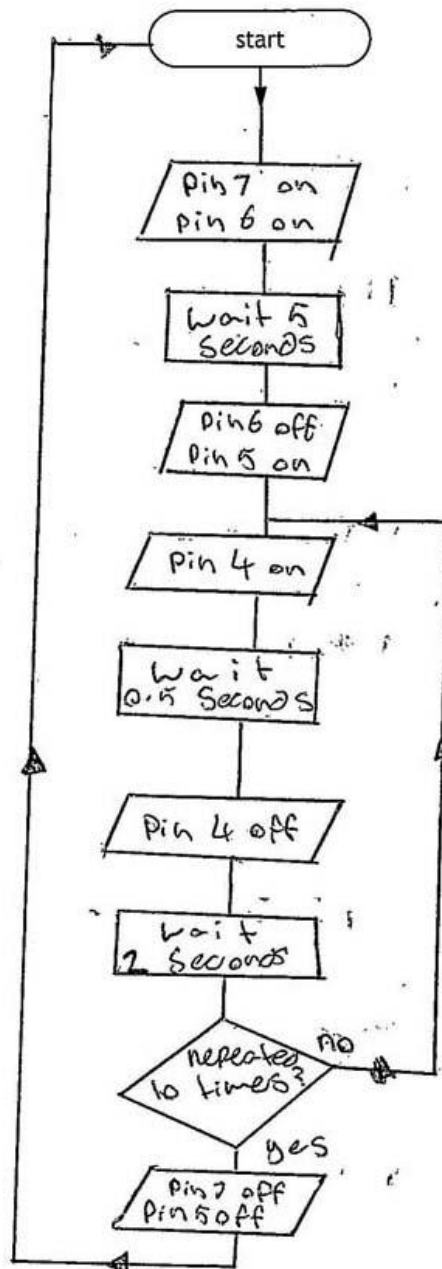 start
Pin 7 on
Pin 6 on
Wait 5
Seconds
Pin 6 off
Pin 5 on
Pin 4 on
Wait
0.5 Seconds
Pin 4 off
Wait
2 Seconds
repeated
10 times?
no
yes
Pin 7 off
Pin 5 off